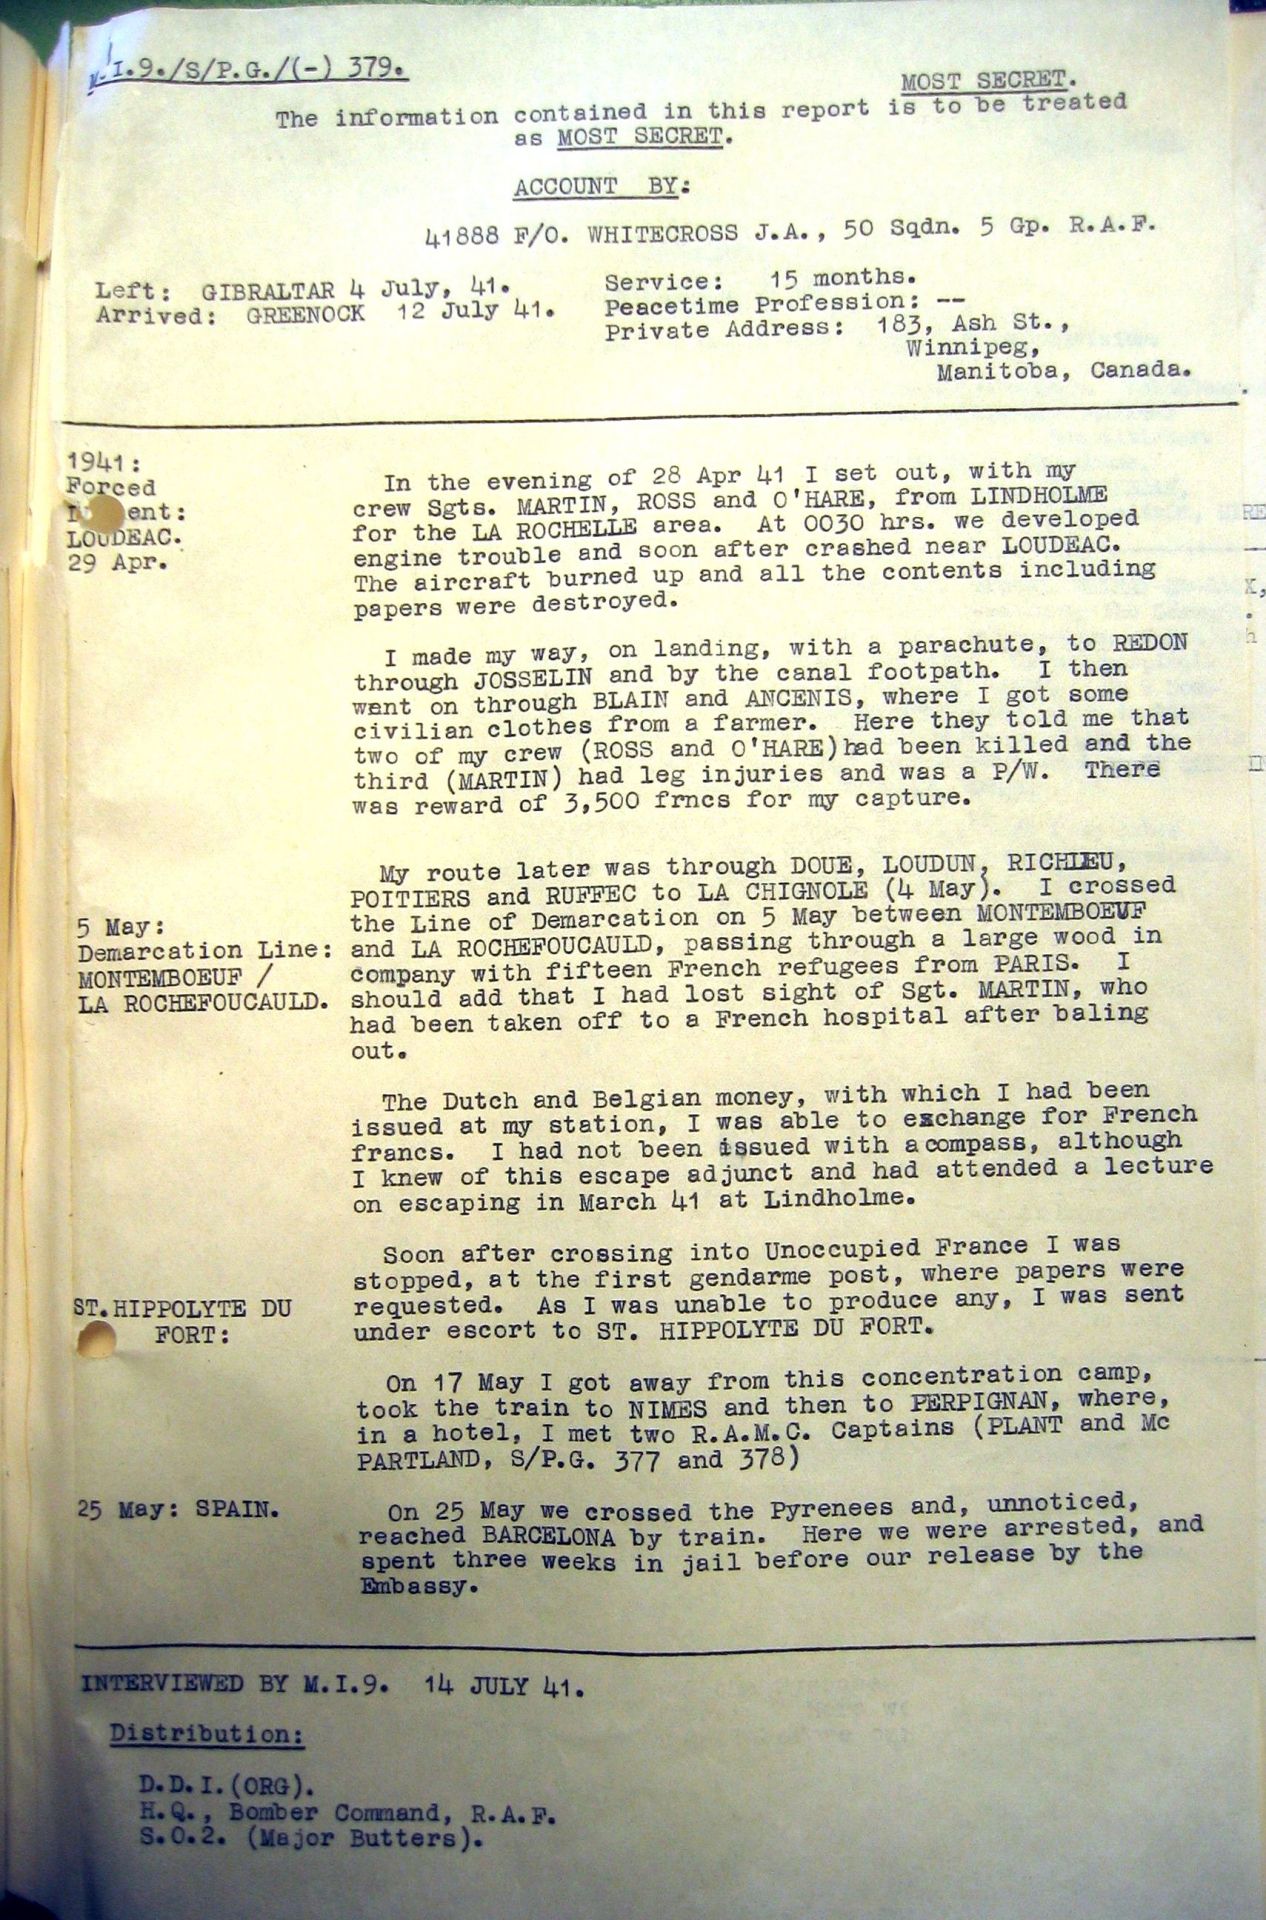 M.I.9./S/P.G./(-) 379.
MOST SECRET.
The information contained in this report is to be treated
as MOST SECRET.
ACCOUNT BY:
41888 F/O. WHITECROSS J.A., 50 Sqdn. 5 Gp. R.A.F.
Left: GIBRALTAR 4 July, 41.
Arrived: GREENOCK 12 July 41.
Service: 15 months.
Peacetime Profession: --
Private Address: 183, Ash St.,
Winnipeg,
Manitoba, Canada.
1941:
Forced
ent:
LOUDEAC.
29 Apr.
In the evening of 28 Apr 41 I set out, with my
crew Sgts. MARTIN, ROSS and O'HARE, from LINDHOLME
for the LA ROCHELLE area. At 0030 hrs. we developed
engine trouble and soon after crashed near LOUDEAC.
The aircraft burned up and all the contents including
papers were destroyed.
I made my way, on landing, with a parachute, to REDON
through JOSSELIN and by the canal footpath. I then
went on through BLAIN and ANCENIS, where I got some
civilian clothes from a farmer. Here they told me that
two of my crew (ROSS and O'HARE) had been killed and the
third (MARTIN) had leg injuries and was a P/W. There
was reward of 3,500 frncs for my capture.
My route later was through DOUE, LOUDUN, RICHLEU,
POITIERS and RUFFEC to LA CHIGNOLE (4 May). I crossed
5 May:
Demarcation Line:
MONTEMBOEUF /
LA ROCHEFOUCAULD.
the Line of Demarcation on 5 May between MONTEMBOEUF
and LA ROCHEFOUCAULD, passing through a large wood in
company with fifteen French refugees from PARIS. I
should add that I had lost sight of Sgt. MARTIN, who
had been taken off to a French hospital after baling
out.
The Dutch and Belgian money, with which I had been
issued at my station, I was able to exchange for French
francs. I had not been issued with a compass, although
I knew of this escape adjunct and had attended a lecture
on escaping in March 41 at Lindholme.
Soon after crossing into Unoccupied France I was
stopped, at the first gendarme post, where papers were
ST.HIPPOLYTE DU
FORT:
requested. As I was unable to produce any, I was sent
under escort to ST. HIPPOLYTE DU FORT.
On 17 May I got away from this concentration camp,
took the train to NIMES and then to PERPIGNAN, where,
in a hotel, I met two R.A.M.C. Captains (PLANT and Mc
PARTLAND, S/P.G. 377 and 378)
25 May: SPAIN.
On 25 May we crossed the Pyrenees and, unnoticed,
reached BARCELONA by train. Here we were arrested, and
spent three weeks in jail before our release by the
Embassy.
INTERVIEWED BY M.I.9. 14 JULY 41.
Distribution:
D.D.I.(ORG).
H.Q., Bomber Command, R.A.F.
S.O.2. (Major Butters).